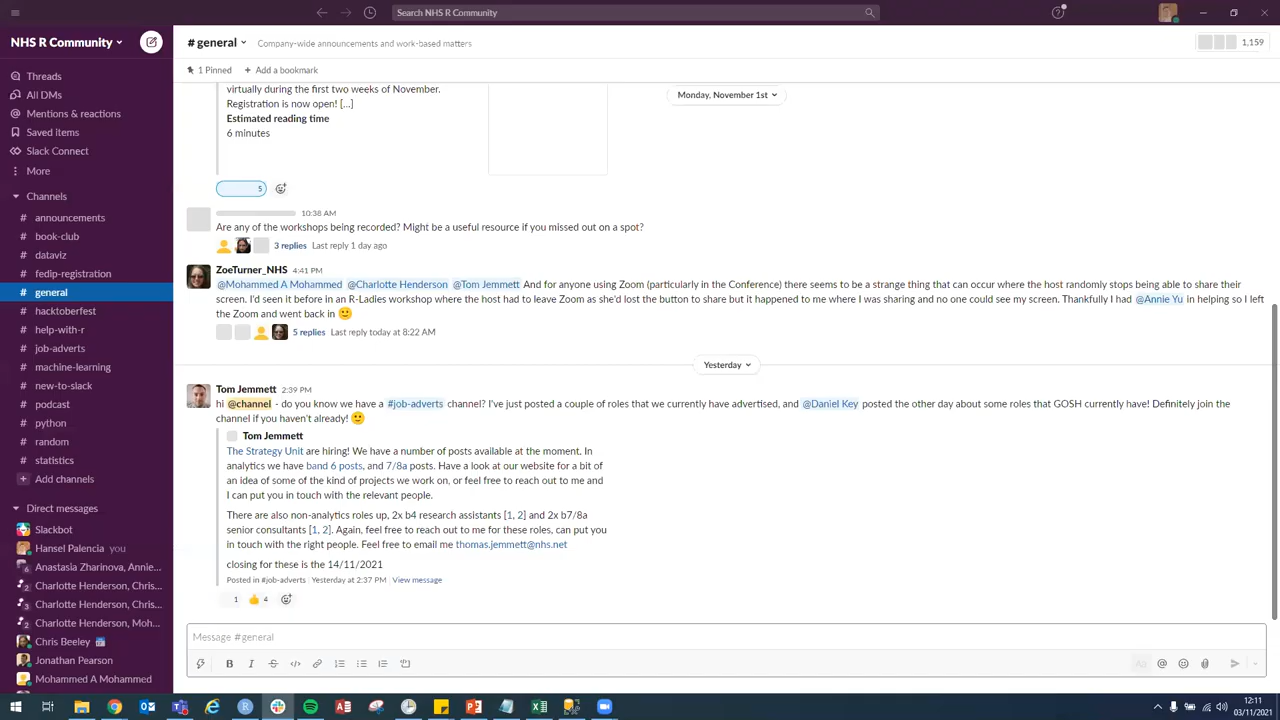 Search NHS R Community
NHS R Community
# general
Company-wide announcements and work-based matters
1,159
1 Pinned
+ Add a bookmark
Threads
All DMs
Mentions & reactions
Saved items
Slack Connect
More
Channels
# announcements
# book-club
# dataviz
# fedip-registration
# general
# hacktoberfest
# help-with-r
# job-adverts
# machine-learning
# new-to-slack
# podcast
# python
# random
# statistics
+ Add channels
Direct messages
Slackbot
Hansel Palencia you
6 Anastasia Zharinova, Annie...
2 Charlotte Henderson, Chris...
3 Charlotte Henderson, Chris...
2 Charlotte Henderson, Moh...
Chris Beeley
Jonathan Pearson
Mohammed A Mohammed
Monday, November 1st
virtually during the first two weeks of November.
Registration is now open! [...]
Estimated reading time
6 minutes
5
10:38 AM
Are any of the workshops being recorded? Might be a useful resource if you missed out on a spot?
3 replies Last reply 1 day ago
ZoeTurner_NHS 4:41 PM
@Mohammed A Mohammed @Charlotte Henderson @Tom Jemmett And for anyone using Zoom (particularly in the Conference) there seems to be a strange thing that can occur where the host randomly stops being able to share their
screen. I'd seen it before in an R-Ladies workshop where the host had to leave Zoom as she'd lost the button to share but it happened to me where I was sharing and no one could see my screen. Thankfully I had @Annie Yu in helping so I left
the Zoom and went back in
5 replies Last reply today at 8:22 AM
Yesterday
Tom Jemmett 2:39 PM
hi @channel - do you know we have a #job-adverts channel? I've just posted a couple of roles that we currently have advertised, and @Daniel Key posted the other day about some roles that GOSH currently have! Definitely join the
channel if you haven't already!
Tom Jemmett
The Strategy Unit are hiring! We have a number of posts available at the moment. In
analytics we have band 6 posts, and 7/8a posts. Have a look at our website for a bit of
an idea of some of the kind of projects we work on, or feel free to reach out to me and
I can put you in touch with the relevant people.
There are also non-analytics roles up, 2x b4 research assistants [1, 2] and 2x b7/8a
senior consultants [1, 2]. Again, feel free to reach out to me for these roles, can put you
in touch with the right people. Feel free to email me thomas.jemmett@nhs.net
closing for these is the 14/11/2021
Posted in #job-adverts Yesterday at 2:37 PM View message
1 4
Message #general
B I S
Aa @
12:11
03/11/2021